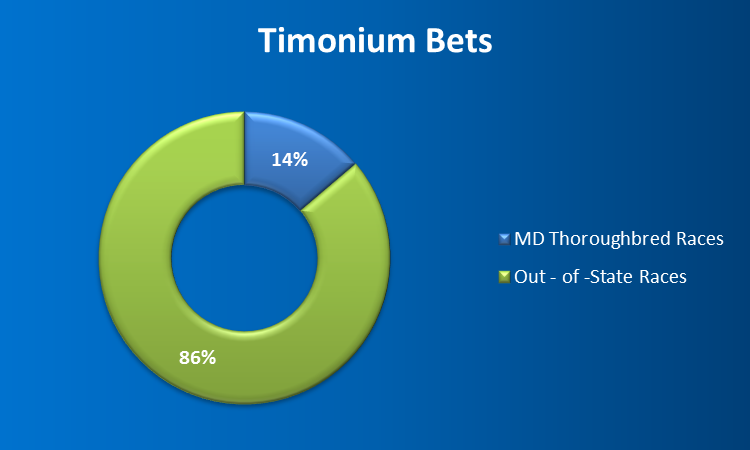 Timonium Bets
14%
MD Thoroughbred Races
Out - of -State Races
86%